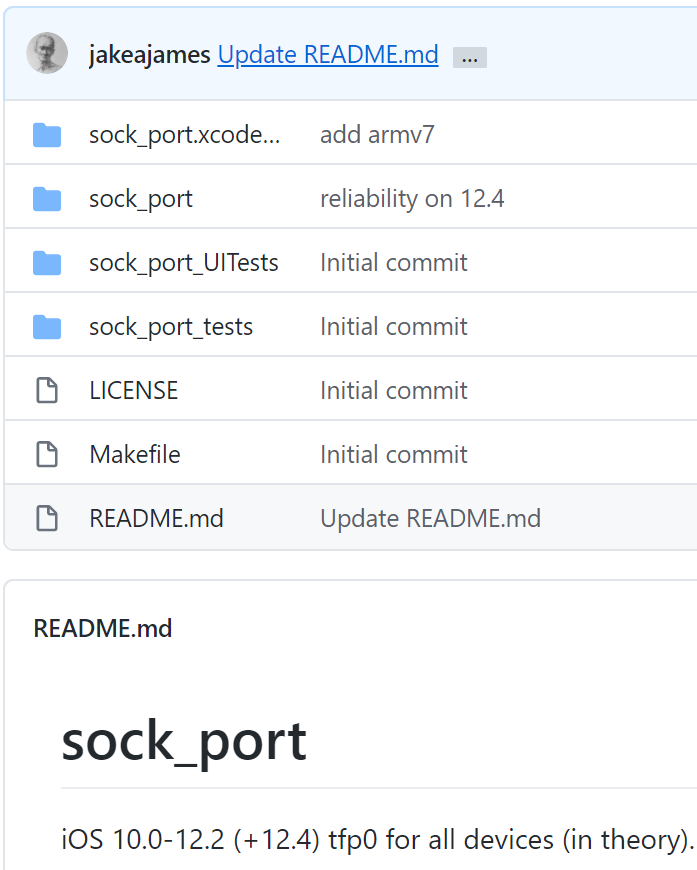 jakeajames Update README.md ...
sock_port.xcode... add armv7
sock_port reliability on 12.4
sock_port_UITests Initial commit
sock_port_tests Initial commit
LICENSE Initial commit
Makefile Initial commit
README.md Update README.md
README.md
sock_port
iOS 10.0-12.2 (+12.4) tfp0 for all devices (in theory).